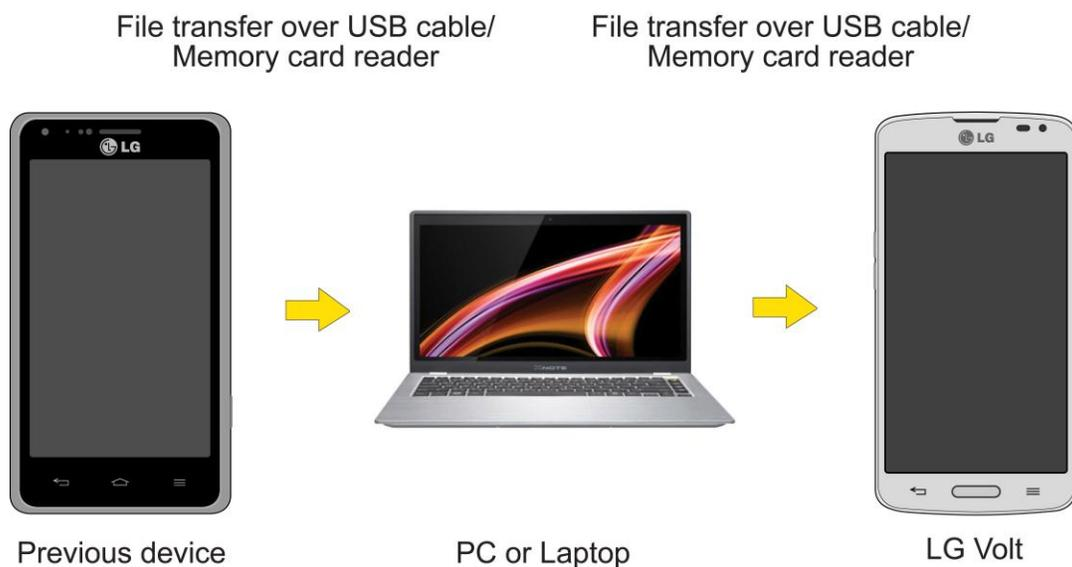 File transfer over USB cable/
Memory card reader
File transfer over USB cable/
Memory card reader
LG
LG
XNOTE
Previous device
PC or Laptop
LG Volt